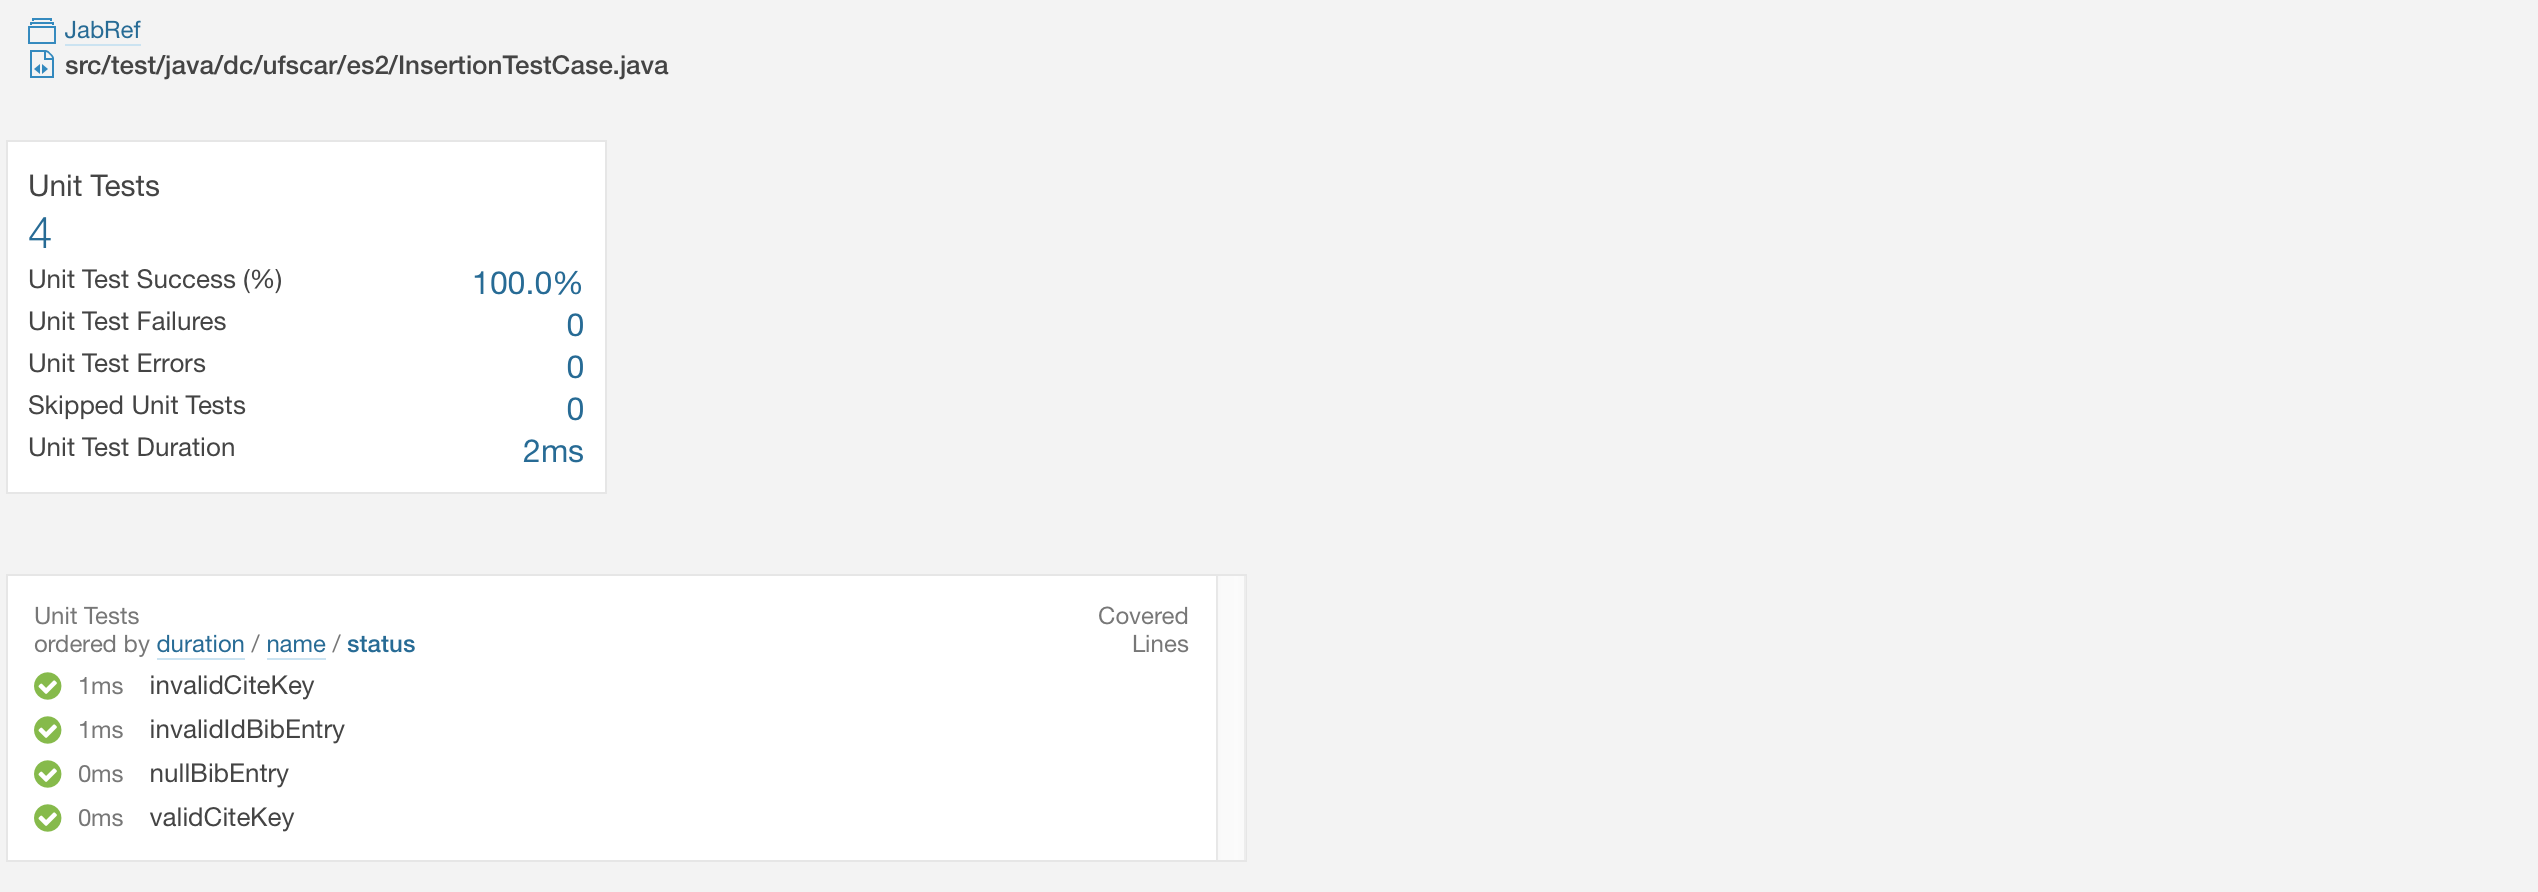 JabRef
src/test/java/dc/ufscar/es2/InsertionTestCase.java
Unit Tests
4
Unit Test Success (%) 100.0%
Unit Test Failures 0
Unit Test Errors 0
Skipped Unit Tests 0
Unit Test Duration 2ms
Unit Tests Covered
ordered by duration / name / status Lines
1ms invalidCiteKey
1ms invalidIdBibEntry
0ms nullBibEntry
0ms validCiteKey